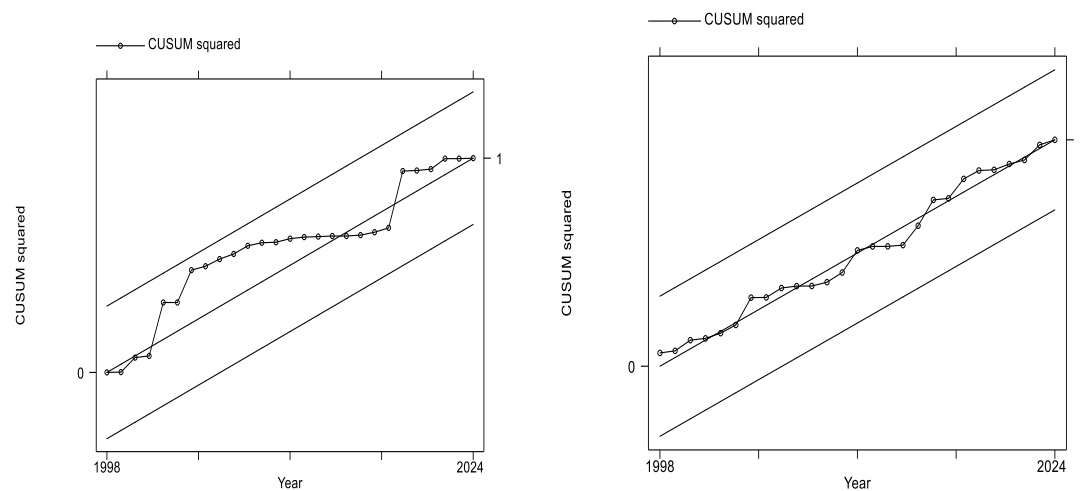 CUSUM squared
CUSUM squared
1
0
1998
2024
Year
CUSUM squared
CUSUM squared
0
1998
2024
Year